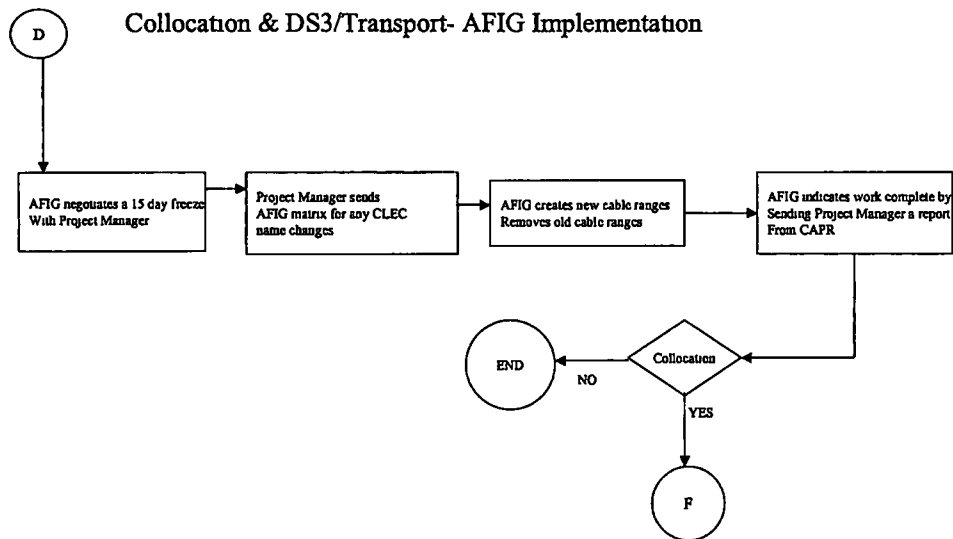 Collocation & DS3/Transport- AFIG Implementation
D
AFIG negotiates a 15 day freeze
With Project Manager
Project Manager sends
AFIG matrix for any CLEC
name changes
AFIG creates new cable ranges
Removes old cable ranges
AFIG indicates work complete by
Sending Project Manager a report
From CAPR
Collocation
NO
END
YES
F